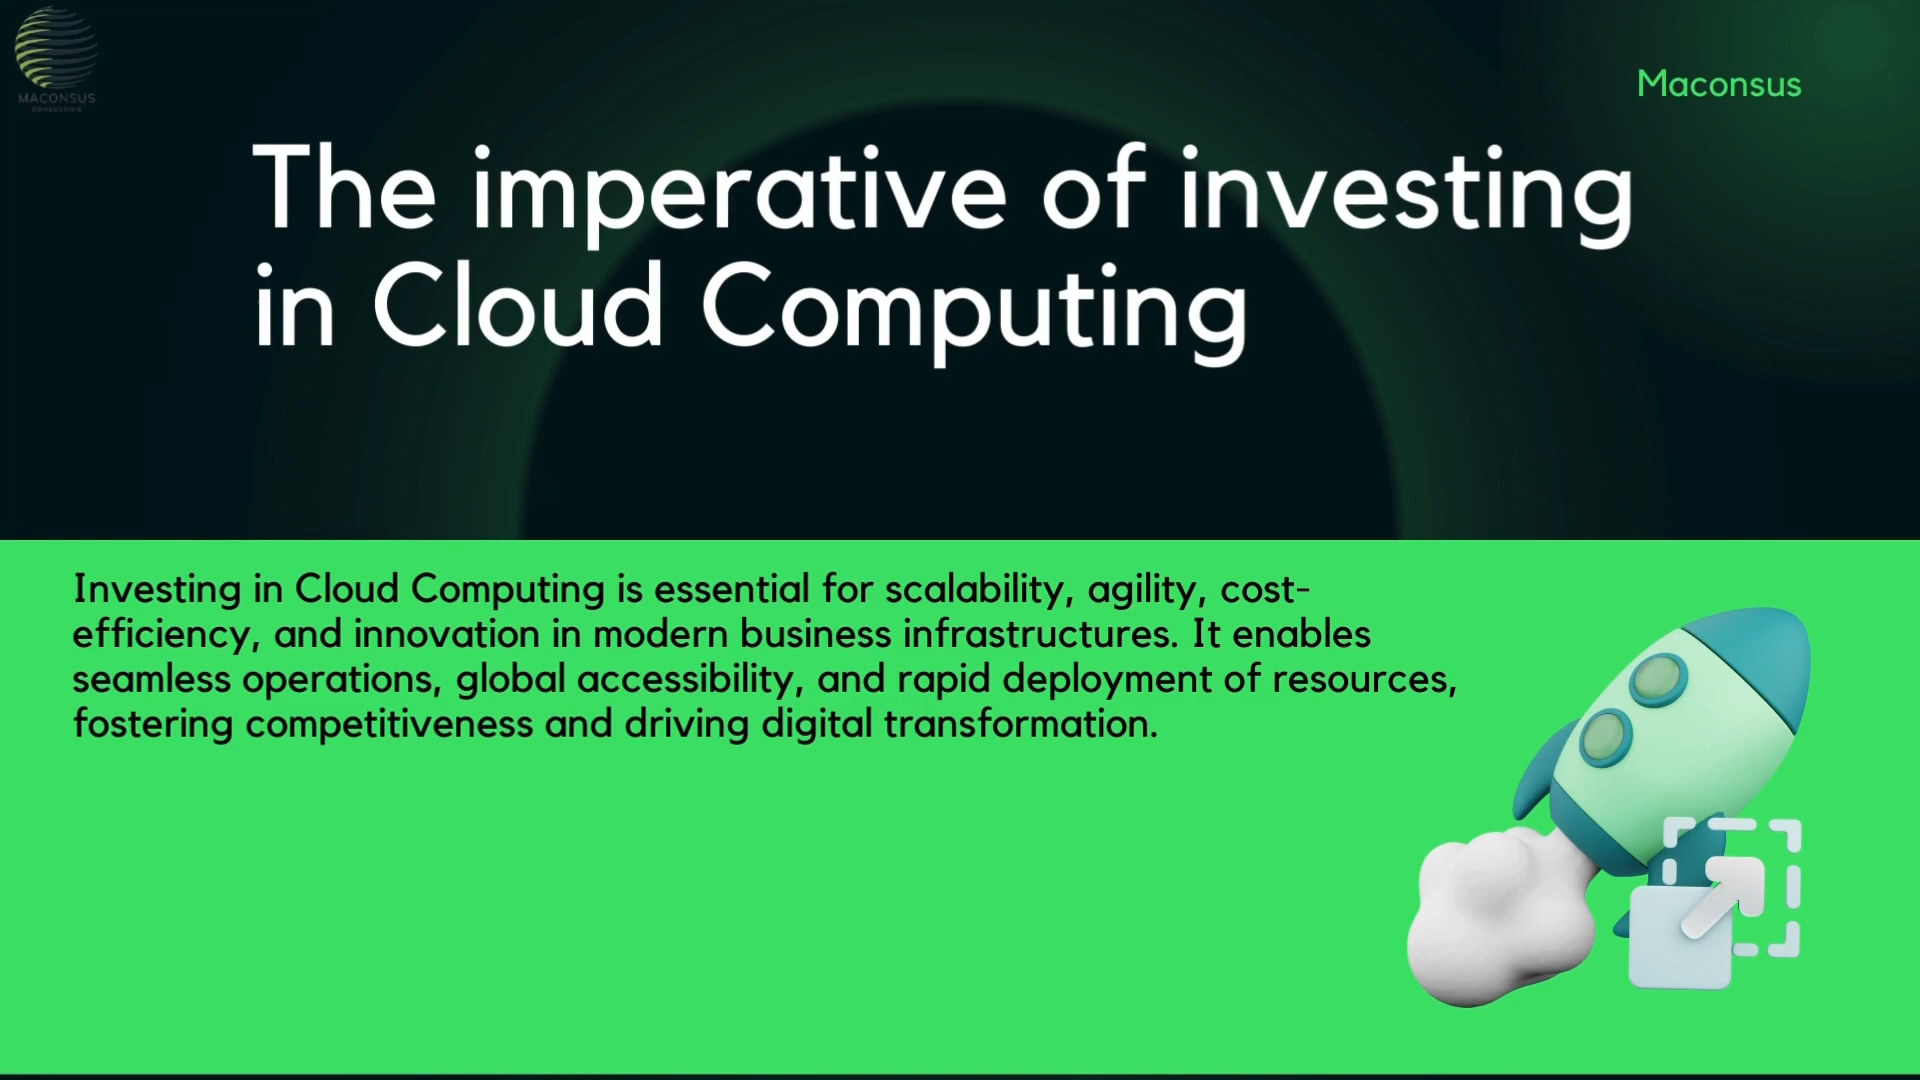 MACONSUS
CONSULTING
Maconsus
The imperative of investing
in Cloud Computing
Investing in Cloud Computing is essential for scalability, agility, cost-
efficiency, and innovation in modern business infrastructures. It enables
seamless operations, global accessibility, and rapid deployment of resources,
fostering competitiveness and driving digital transformation.